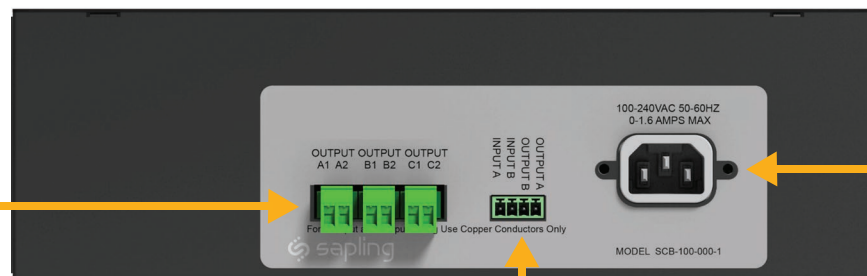 OUTPUT OUTPUT OUTPUT
A1 A2 B1 B2 C1 C2
INPUT A
INPUT B
OUTPUT B
OUTPUT A
100-240VAC 50-60HZ
0-1.6 AMPS MAX
Use Copper Conductors Only
sapling
MODEL SCB-100-000-1